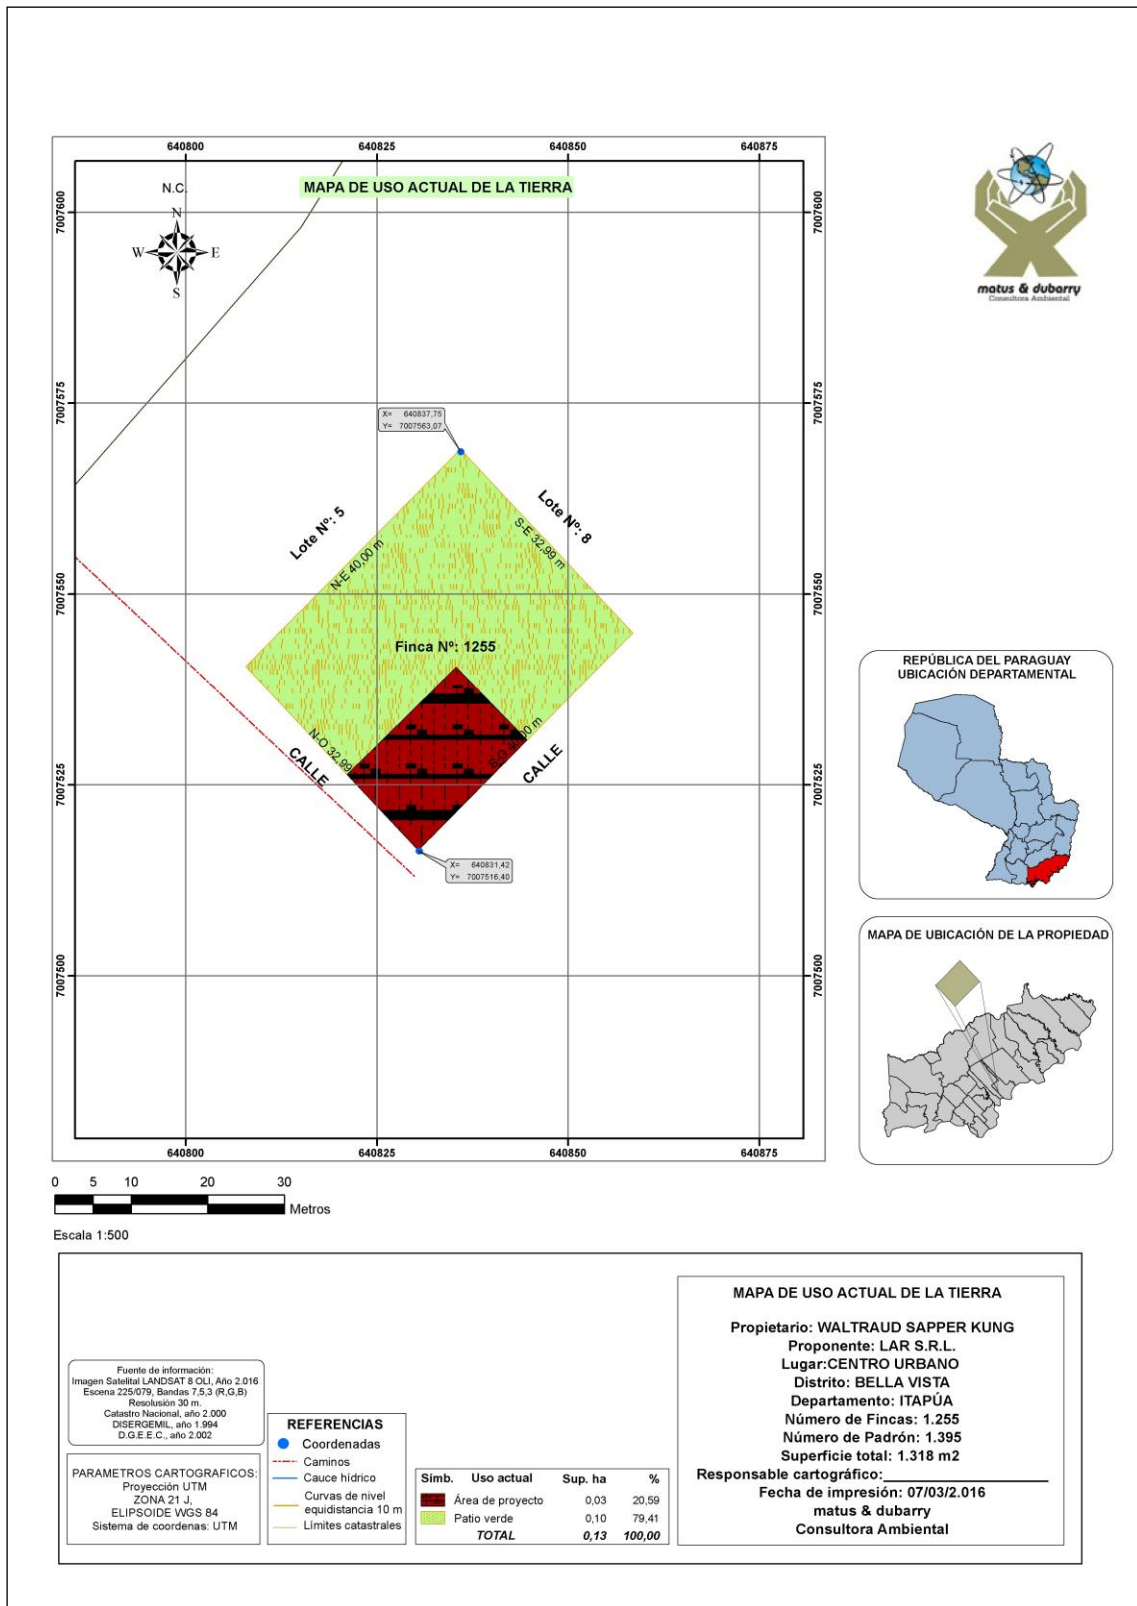 640800 640825 640850 640875
N.C.
MAPA DE USO ACTUAL DE LA TIERRA
N
W E
S
7007600 7007600
7007575 7007575
7007550 7007550
7007525 7007525
7007500 7007500
X= 640837,75
Y= 7007563,07
Lote Nº: 5
Lote Nº: 8
N-E 40,00 m
S-E 32,99 m
Finca Nº: 1255
N-O 32,99
CALLE
CALLE
X= 640831,42
Y= 7007516,40
640800 640825 640850 640875
matus & dubarry
Consultora Ambiental
REPÚBLICA DEL PARAGUAY
UBICACIÓN DEPARTAMENTAL
MAPA DE UBICACIÓN DE LA PROPIEDAD
0 5 10 20 30
Metros
Escala 1:500
Fuente de información:
Imagen Satelital LANDSAT 8 OLI, Año 2.016
Escena 225/079, Bandas 7,5,3 (R,G,B)
Resolución 30 m.
Catastro Nacional, año 2.000
DISERGEMIL, año 1.994
D.G.E.E.C., año 2.002
PARAMETROS CARTOGRAFICOS:
Proyección UTM
ZONA 21 J,
ELIPSOIDE WGS 84
Sistema de coordenas: UTM
REFERENCIAS
Coordenadas
Caminos
Cauce hídrico
Curvas de nivel
equidistancia 10 m
Límites catastrales
Simb. Uso actual Sup. ha %
Área de proyecto 0,03 20,59
Patio verde 0,10 79,41
TOTAL 0,13 100,00
MAPA DE USO ACTUAL DE LA TIERRA
Propietario: WALTRAUD SAPPER KUNG
Proponente: LAR S.R.L.
Lugar:CENTRO URBANO
Distrito: BELLA VISTA
Departamento: ITAPÚA
Número de Fincas: 1.255
Número de Padrón: 1.395
Superficie total: 1.318 m2
Responsable cartográfico:
Fecha de impresión: 07/03/2.016
matus & dubarry
Consultora Ambiental